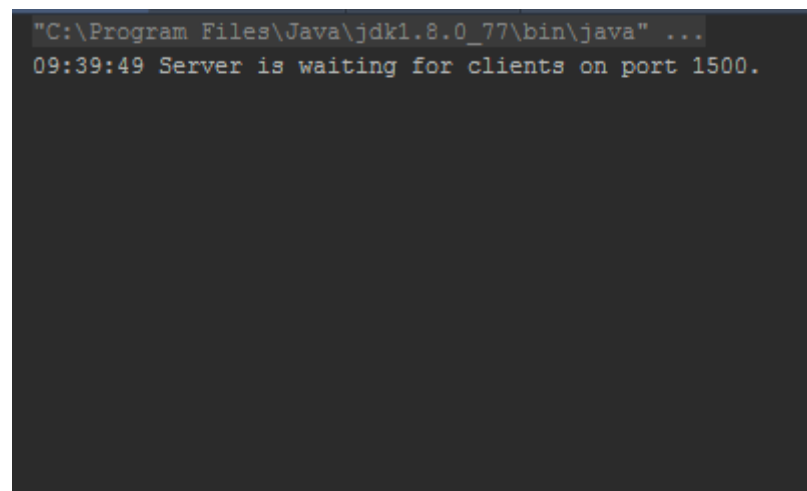 "C:\Program Files\Java\jdk1.8.0_77\bin\java" ...
09:39:49 Server is waiting for clients on port 1500.